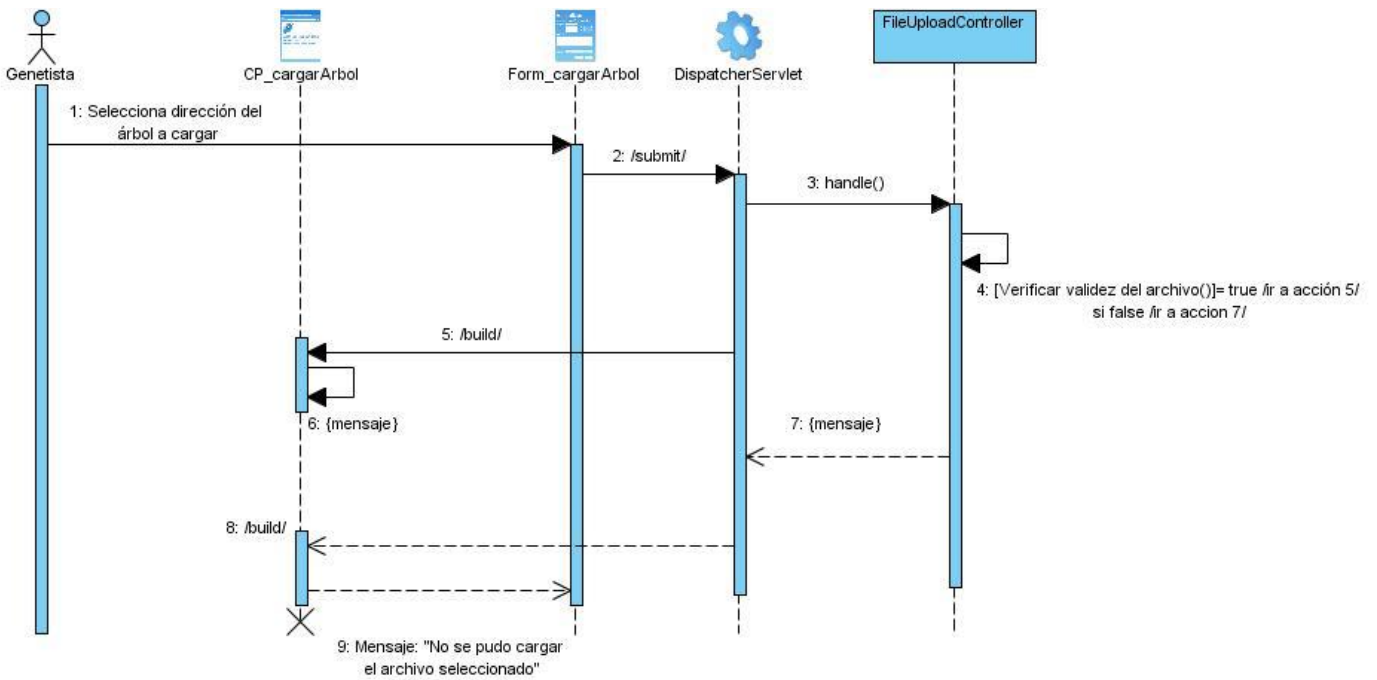 Genetista
CP_cargarArbol
Form_cargarArbol
DispatcherServlet
FileUploadController
1: Selecciona dirección del
árbol a cargar
2: /submit/
3: handle()
4: [Verificar validez del archivo()]= true /ir a acción 5/
si false /ir a accion 7/
5: /build/
6: {mensaje}
7: {mensaje}
8: /build/
9: Mensaje: "No se pudo cargar
el archivo seleccionado"